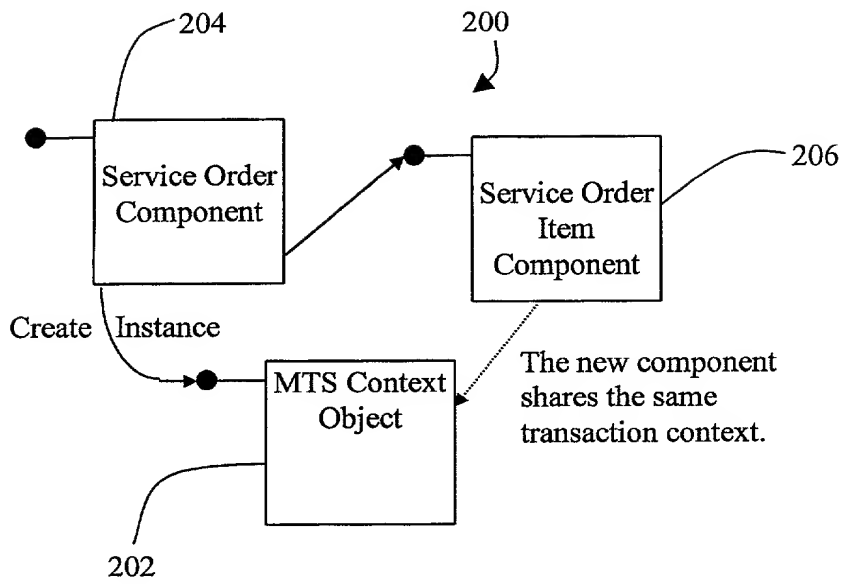 204
200
206
Service Order
Component
Service Order
Item
Component
Create Instance
MTS Context
Object
The new component
shares the same
transaction context.
202